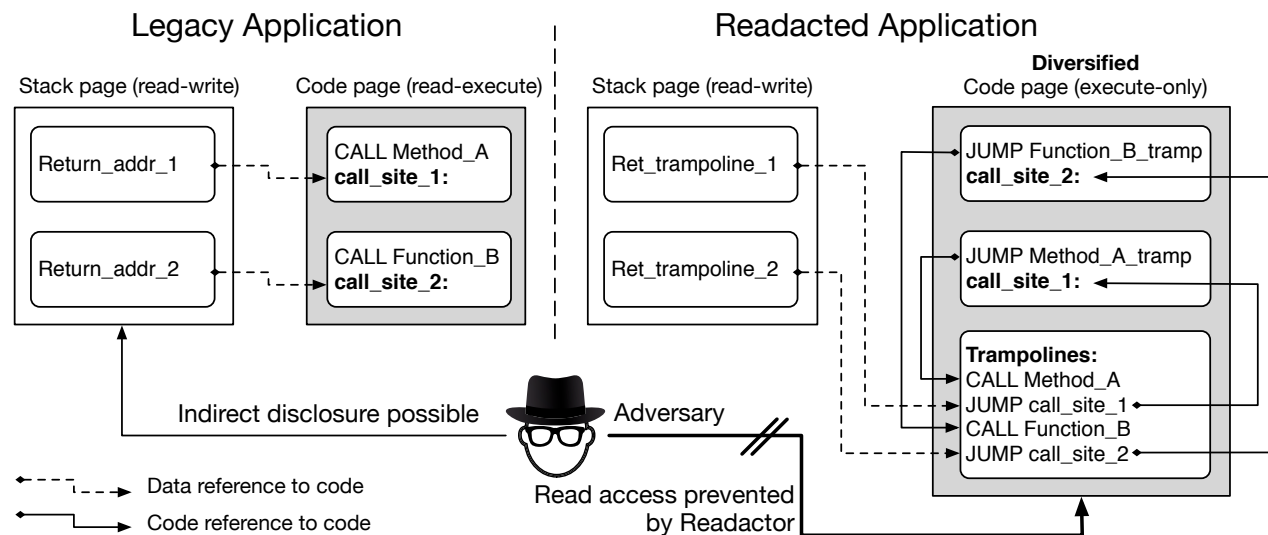 Legacy Application
Readacted Application
Stack page (read-write)
Code page (read-execute)
Return_addr_1
Return_addr_2
CALL Method_A
call_site_1:
CALL Function_B
call_site_2:
Stack page (read-write)
Diversified
Code page (execute-only)
Ret_trampoline_1
Ret_trampoline_2
JUMP Function_B_tramp
call_site_2:
JUMP Method_A_tramp
call_site_1:
Trampolines:
CALL Method_A
JUMP call_site_1
CALL Function_B
JUMP call_site_2
Indirect disclosure possible
Adversary
Read access prevented
by Readactor
Data reference to code
Code reference to code